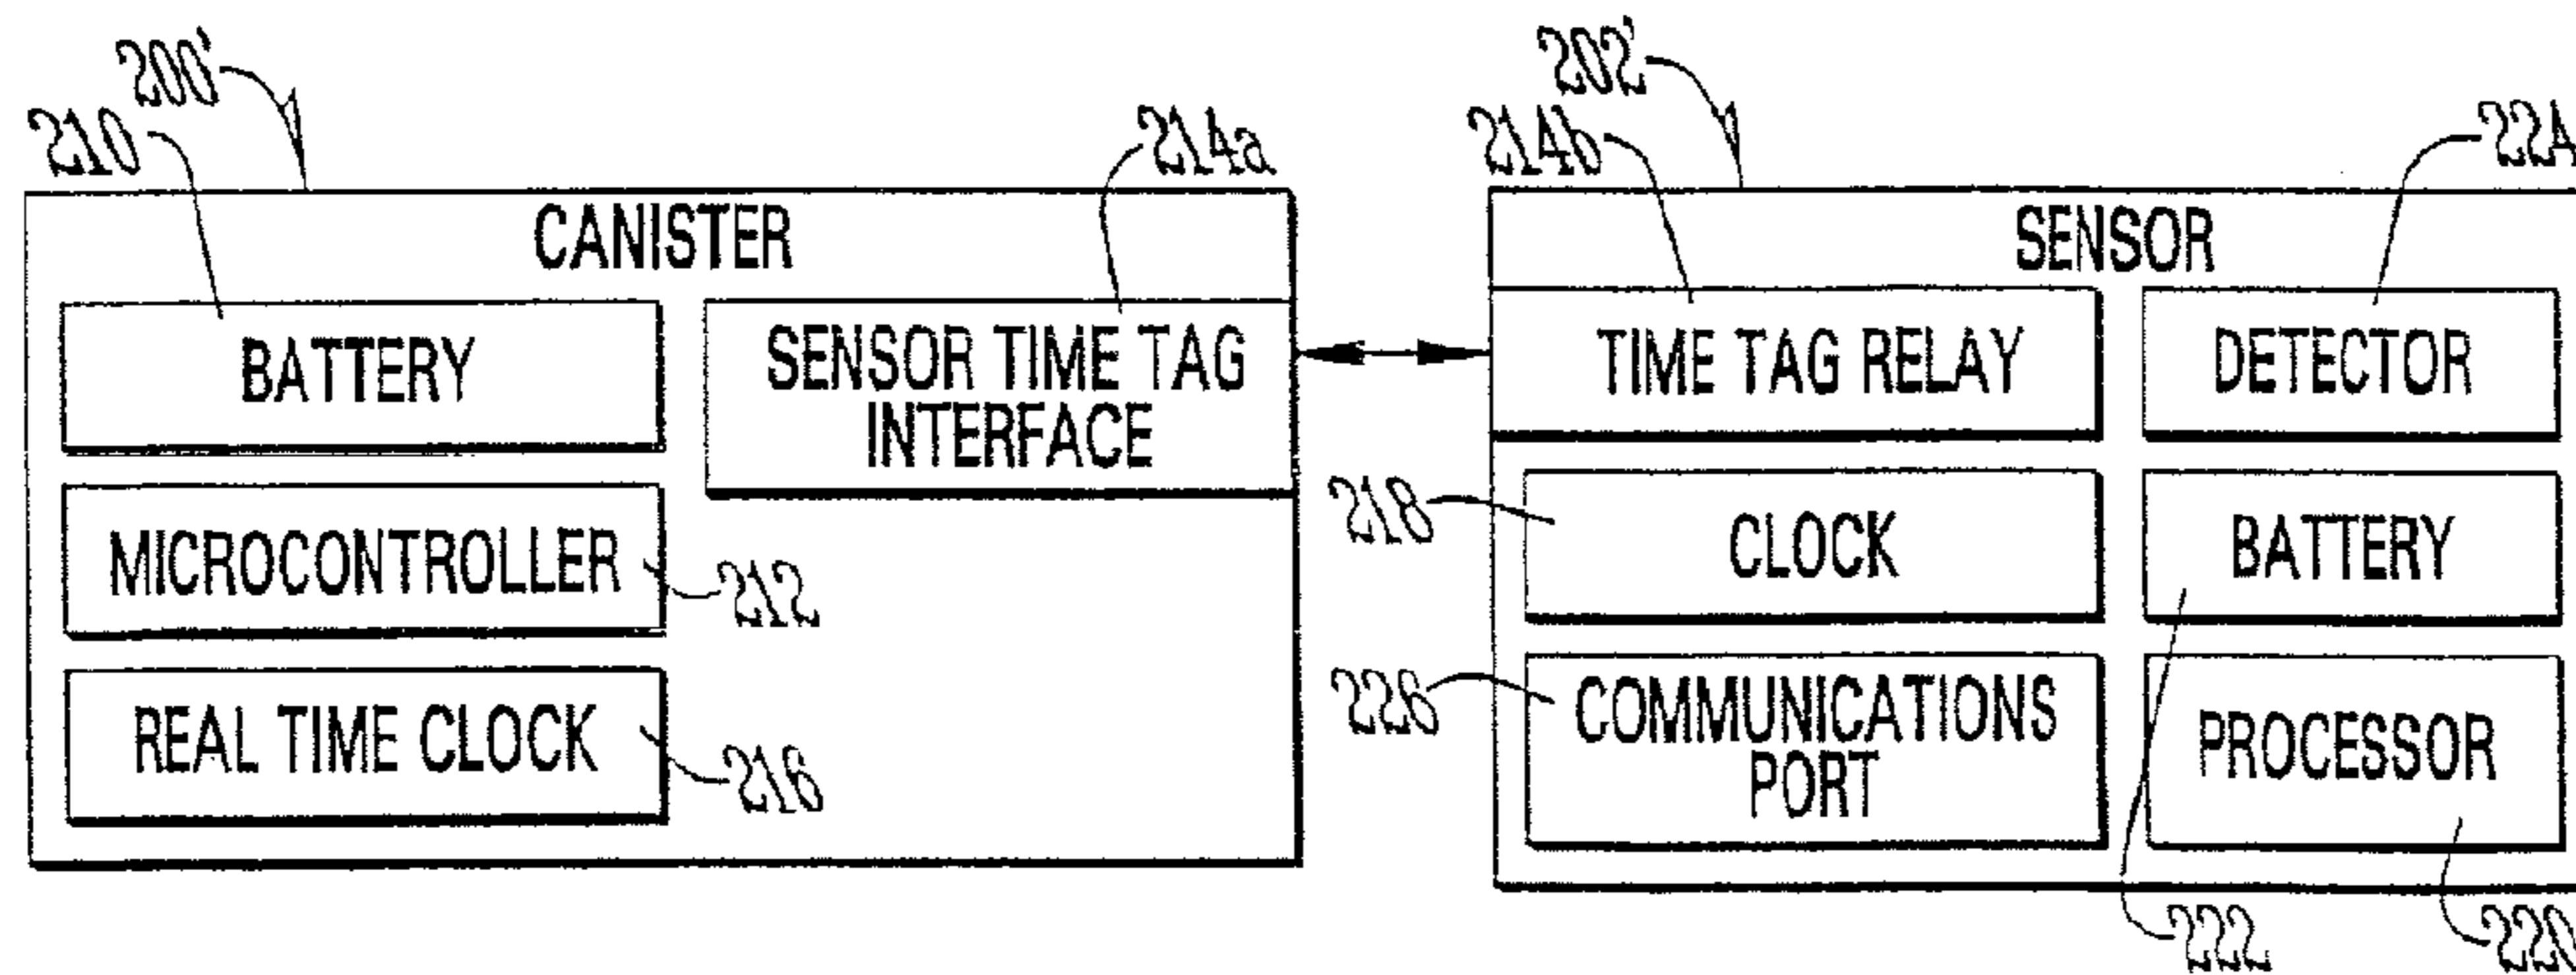 200'
210
214a
CANISTER
BATTERY
SENSOR TIME TAG
INTERFACE
MICROCONTROLLER
212
REAL TIME CLOCK
216
202'
214b
224
SENSOR
TIME TAG RELAY
DETECTOR
218
CLOCK
BATTERY
226
COMMUNICATIONS
PORT
PROCESSOR
222
220